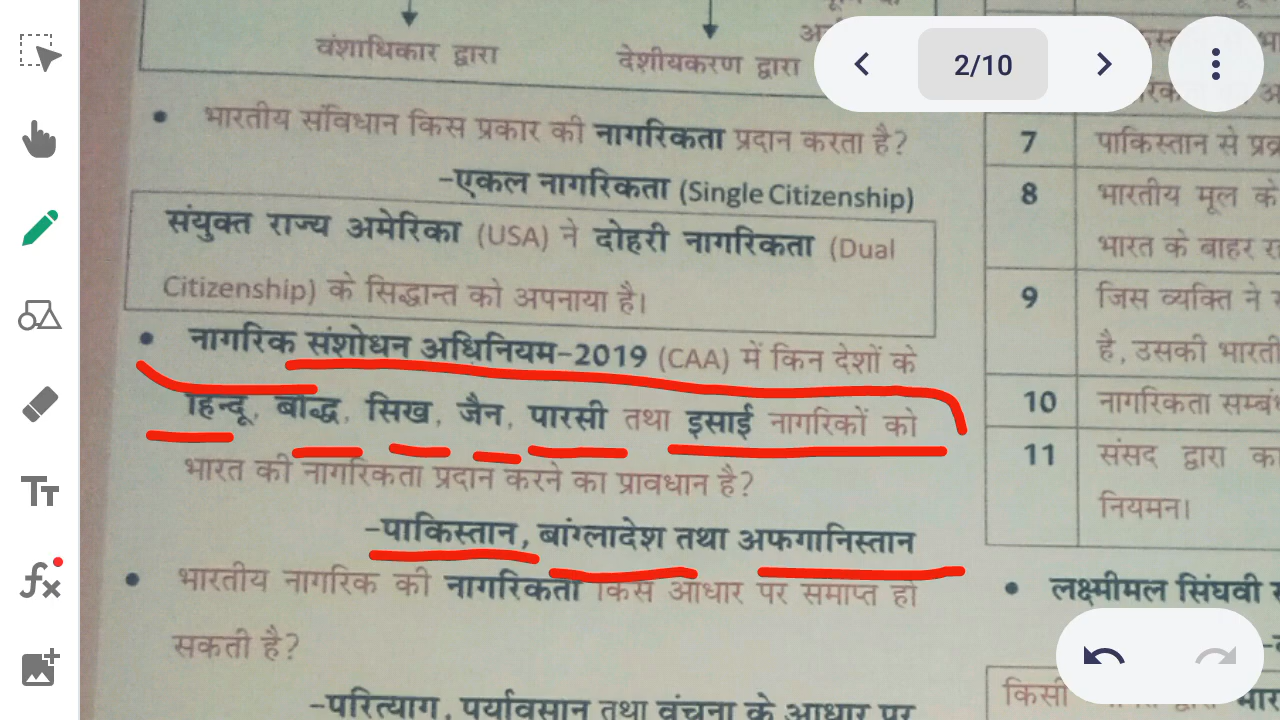 वंशाधिकार द्वारा
देशीयकरण द्वारा
• भारतीय संविधान किस प्रकार की नागरिकता प्रदान करता है?
-एकल नागरिकता (Single Citizenship)
संयुक्त राज्य अमेरिका (USA) ने दोहरी नागरिकता (Dual
Citizenship) के सिद्धान्त को अपनाया है।
• नागरिक संशोधन अधिनियम-2019 (CAA) में किन देशों के
हिन्दू, बौद्ध, सिख, जैन, पारसी तथा इसाई नागरिकों को
भारत की नागरिकता प्रदान करने का प्रावधान है?
-पाकिस्तान, बांग्लादेश तथा अफगानिस्तान
• भारतीय नागरिक की नागरिकता किस आधार पर समाप्त हो
सकती है?
-परित्याग, पर्यावसान तथा वंचना के आधार पर
2/10
7 पाकिस्तान से
8 भारतीय मूल के
भारत के बाहर
9 जिस व्यक्ति ने
है, उसकी
10 नागरिकता
11 संसद द्वारा
नियमन।
• लक्ष्मीमल सिंघवी
किसी
TT
fx